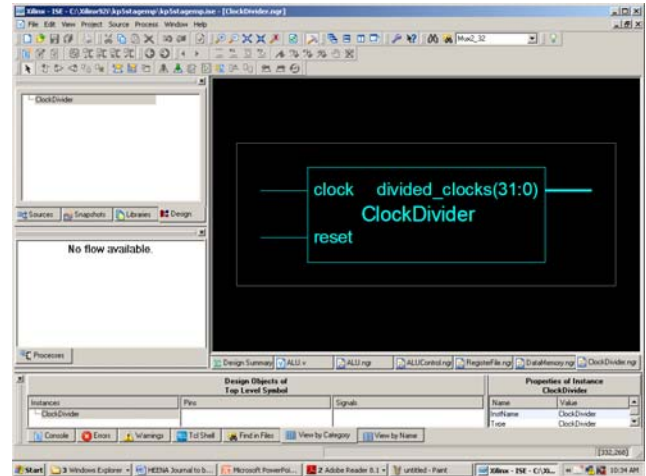 Xilinx - ISE - C:\Xilinx92i\kp5stagemp\kp5stagemp.ise - [ClockDivider.ngr]
File Edit View Project Source Process Window Help
Mux2_32
ClockDivider
Sources Snapshots Libraries Design
No flow available.
Processes
clock divided_clocks(31:0)
ClockDivider
reset
Design Summary ALU.v ALU.ngr ALUControl.ngr RegisterFile.ngr DataMemory.ngr ClockDivider.ngr
Design Objects of
Top Level Symbol
Properties of Instance
ClockDivider
Instances Pins Signals Name Value
ClockDivider InstName ClockDivider
Type ClockDivider
Console Errors Warnings Tcl Shell Find in Files View by Category View by Name
[332,268]
Start 3 Windows Explorer HEENA Journal to b... Microsoft PowerPoi... 2 Adobe Reader 8.1 untitled - Paint Xilinx - ISE - C:\Xi... 10:34 AM